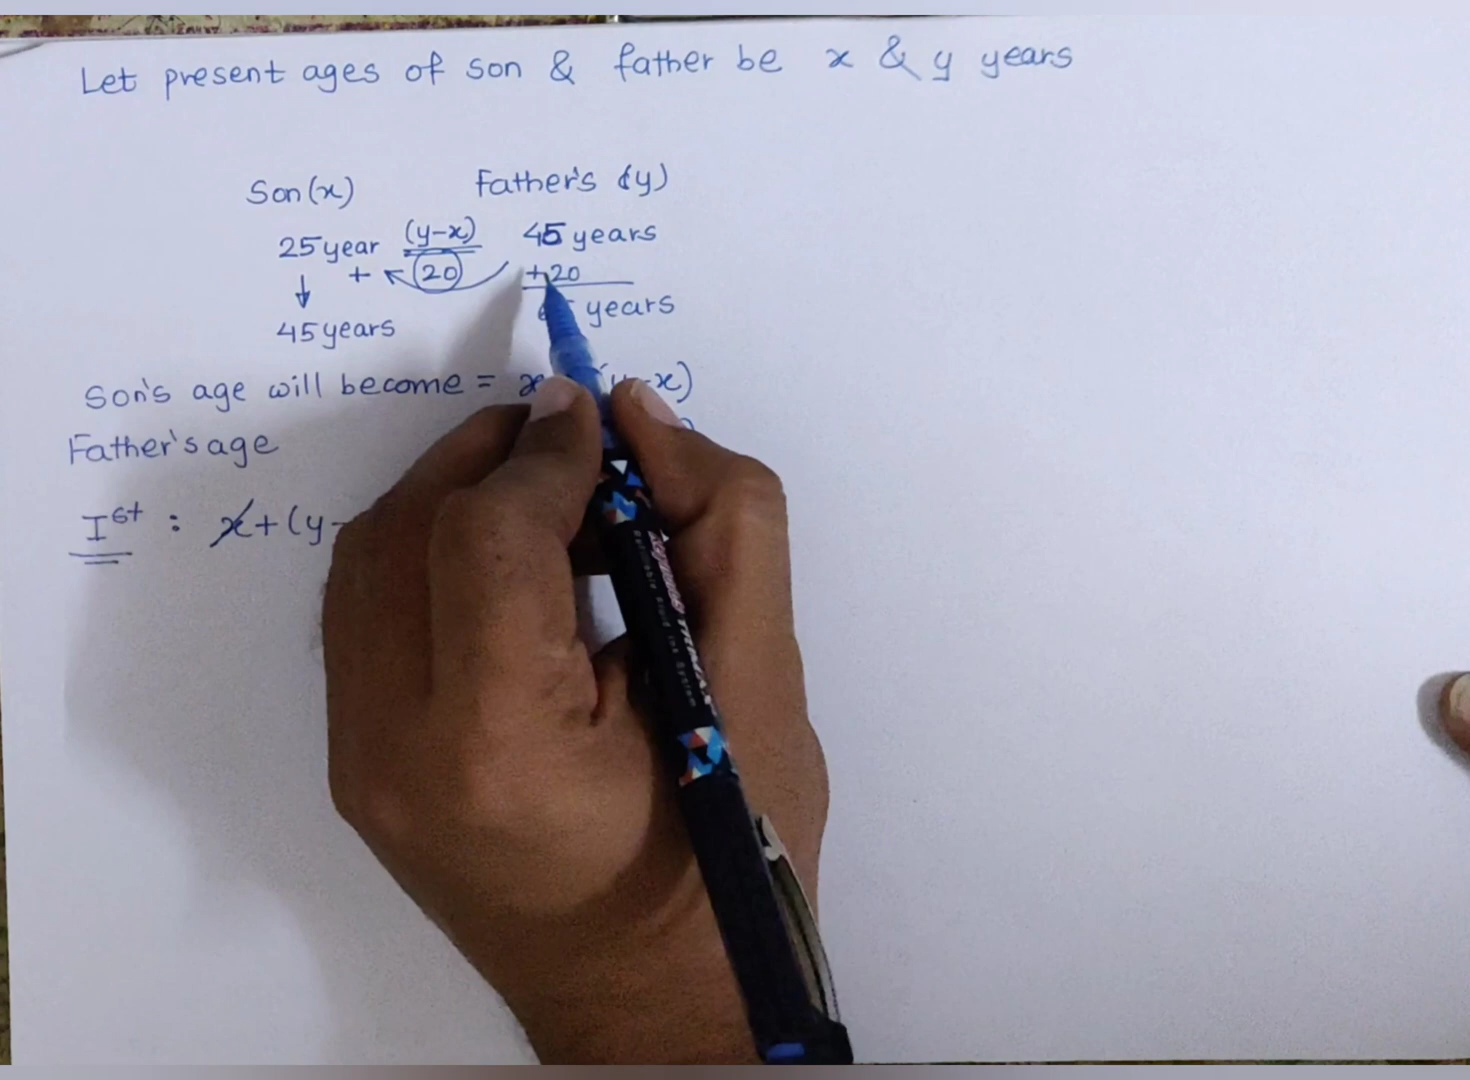 Let present ages of son & father be x & y years
Son(x) Father's (y)
25 year (y-x) 45 years
+ (20) +20
45 years years
Son's age will become = x (y-x)
Father's age
Ist : x+(y-